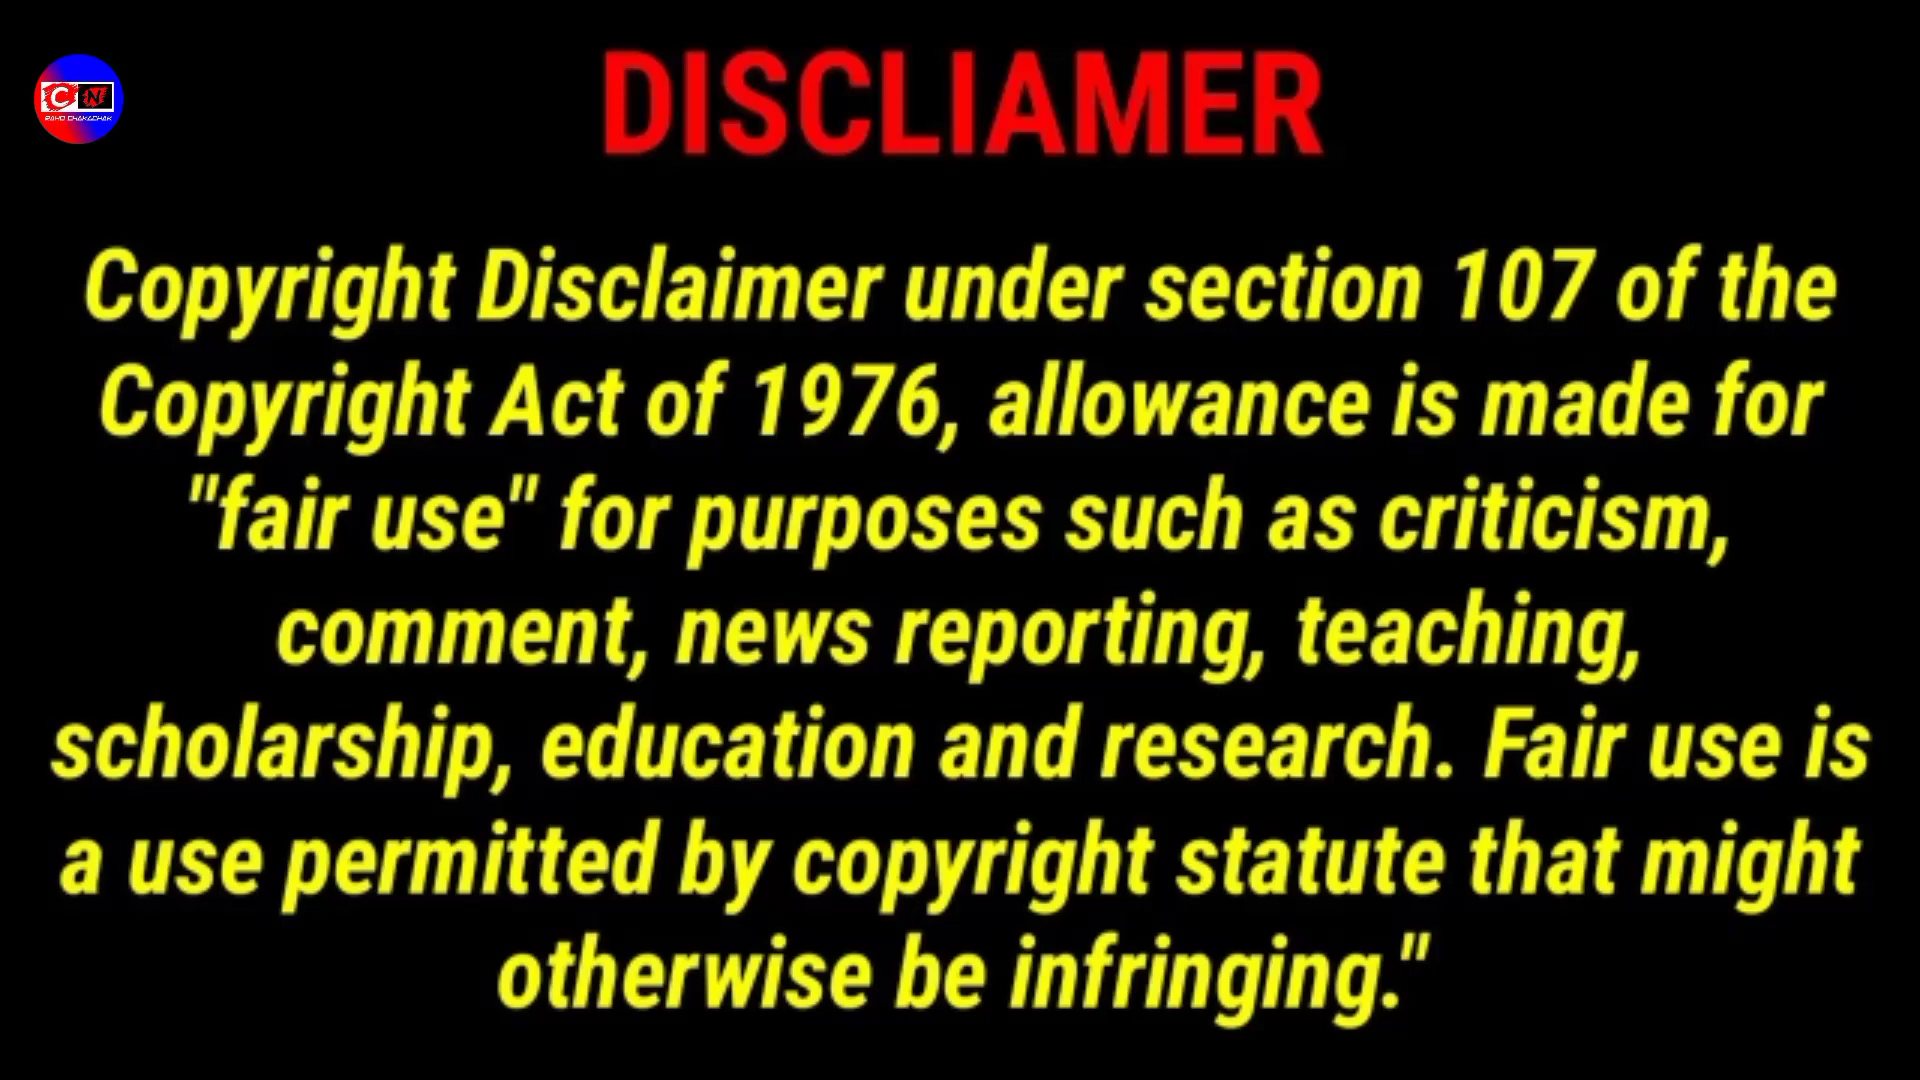 DISCLIAMER
C N
RAHO CHAKACHAK
Copyright Disclaimer under section 107 of the
Copyright Act of 1976, allowance is made for
"fair use" for purposes such as criticism,
comment, news reporting, teaching,
scholarship, education and research. Fair use is
a use permitted by copyright statute that might
otherwise be infringing."